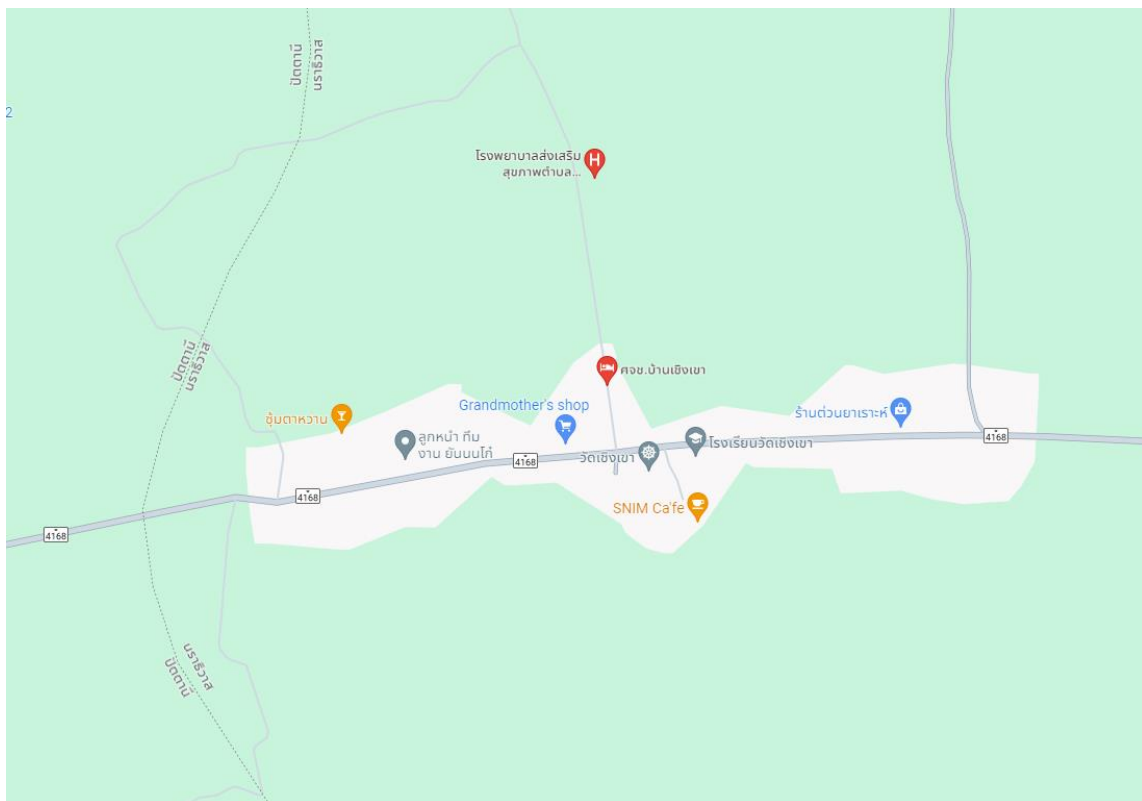 ปัตตานี
นราธิวาส
2
โรงพยาบาลส่งเสริม
สุขภาพตำบล...
ปัตตานี
นราธิวาส
ศจช.บ้านเชิงเขา
ซุ้มตาหวาน
Grandmother's shop
ร้านต่วนยาเราะห์
ลูกหนำ ทีม
งาน ยันนนโก๋
4168
วัดเชิงเขา
โรงเรียนวัดเชิงเขา
4168
4168
SNIM Ca'fe
4168
นราธิวาส
ปัตตานี